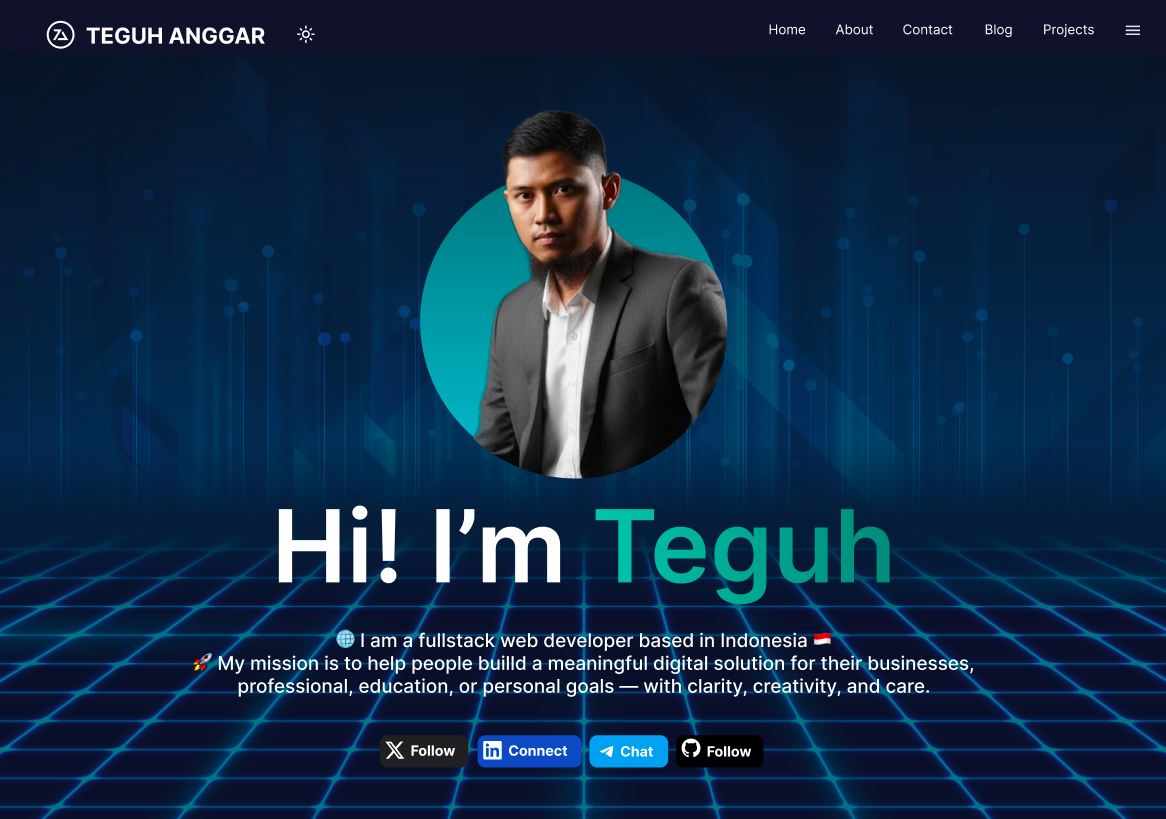 TEGUH ANGGAR
Home About Contact Blog Projects
Hi! I’m Teguh
🌐 I am a fullstack web developer based in Indonesia 🇮🇩
🚀 My mission is to help people builld a meaningful digital solution for their businesses,
professional, education, or personal goals — with clarity, creativity, and care.
Follow Connect Chat Follow